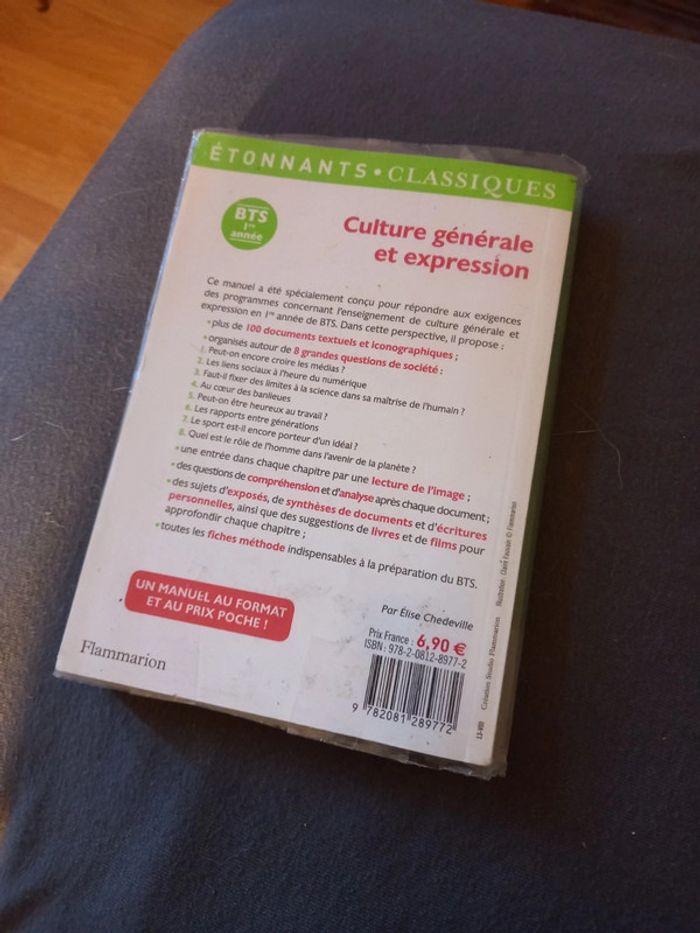 ÉTONNANTS • CLASSIQUES
BTS
1re
année
Culture générale
et expression
Ce manuel a été spécialement conçu pour répondre aux exigences
des programmes concernant l'enseignement de culture générale et
expression en 1re année de BTS. Dans cette perspective, il propose :
• plus de 100 documents textuels et iconographiques ;
• organisés autour de 8 grandes questions de société :
1. Peut-on encore croire les médias ?
2. Les liens sociaux à l'heure du numérique
3. Faut-il fixer des limites à la science dans sa maîtrise de l'humain ?
4. Au cœur des banlieues
5. Peut-on être heureux au travail ?
6. Les rapports entre générations
7. Le sport est-il encore porteur d'un idéal ?
8. Quel est le rôle de l'homme dans l'avenir de la planète ?
• une entrée dans chaque chapitre par une lecture de l'image ;
• des questions de compréhension et d'analyse après chaque document ;
• des sujets d'exposés, de synthèses de documents et d'écritures
personnelles, ainsi que des suggestions de livres et de films pour
approfondir chaque chapitre ;
• toutes les fiches méthode indispensables à la préparation du BTS.
Par Élise Chedeville
UN MANUEL AU FORMAT
ET AU PRIX POCHE !
Prix France : 6,90 €
ISBN : 978-2-0812-8977-2
9 782081 289772
Flammarion
13-VIII
Création Studio Flammarion